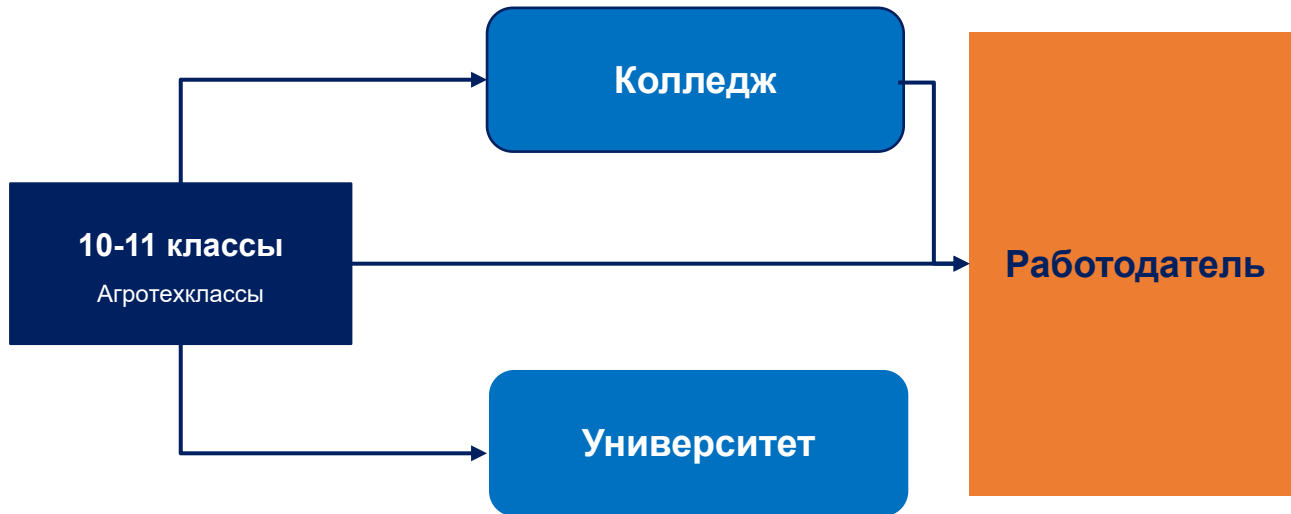 Колледж
10-11 классы
Агротехклассы
Работодатель
Университет